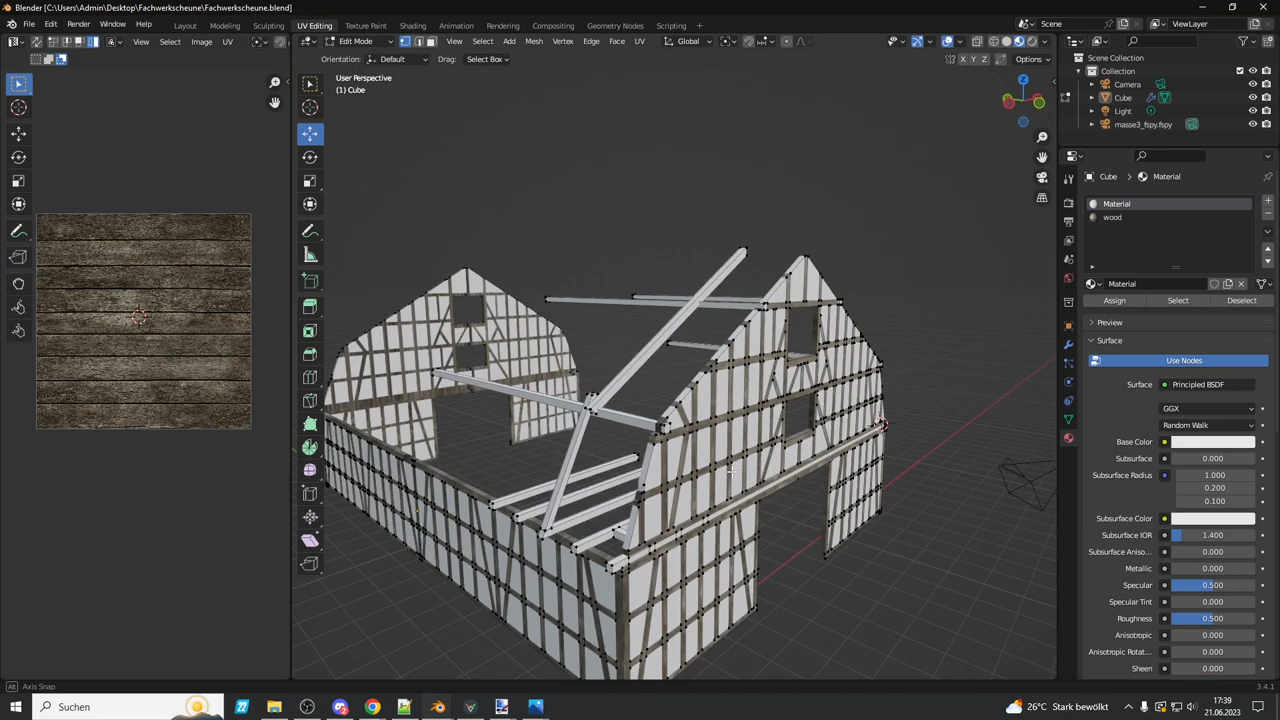 Blender [C:\Users\Admin\Desktop\Fachwerkscheune\Fachwerkscheune.blend]
File Edit Render Window Help Layout Modeling Sculpting UV Editing Texture Paint Shading Animation Rendering Compositing Geometry Nodes Scripting Scene ViewLayer
View Select Image UV Edit Mode View Select Add Mesh Vertex Edge Face UV Global
Orientation: Default Drag: Select Box X Y Z Options
Scene Collection
Collection
Camera
Cube
Light
masse3_fspy.fspy
User Perspective
(1) Cube
Z
Cube Material
Material
wood
Material
Assign Select Deselect
Preview
Surface
Use Nodes
Surface Principled BSDF
GGX
Random Walk
Base Color
Subsurface 0.000
Subsurface Radius 1.000
0.200
0.100
Subsurface Color
Subsurface IOR 1.400
Subsurface Aniso... 0.000
Metallic 0.000
Specular 0.500
Specular Tint 0.000
Roughness 0.500
Anisotropic 0.000
Anisotropic Rotat... 0.000
Sheen 0.000
Alt Axis Snap 3.4.1
Suchen 26°C Stark bewölkt 17:39
21.06.2023